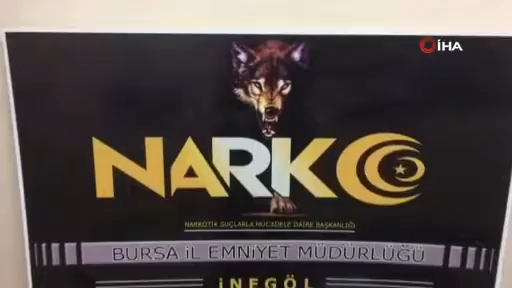 İHA
NARKO
NARKOTİK SUÇLARLA MÜCADELE DAİRE BAŞKANLIĞI
BURSA İL EMNİYET MÜDÜRLÜĞÜ
İNEGÖL